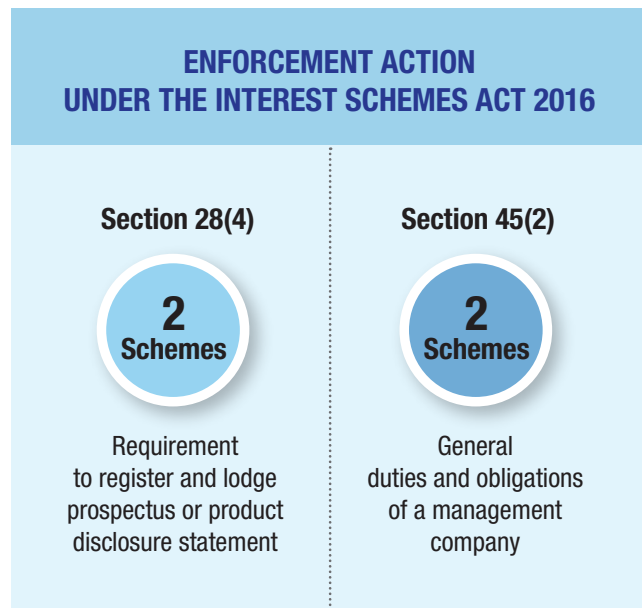 ENFORCEMENT ACTION
UNDER THE INTEREST SCHEMES ACT 2016
Section 28(4)
2
Schemes
Requirement
to register and lodge
prospectus or product
disclosure statement
Section 45(2)
2
Schemes
General
duties and obligations
of a management
company